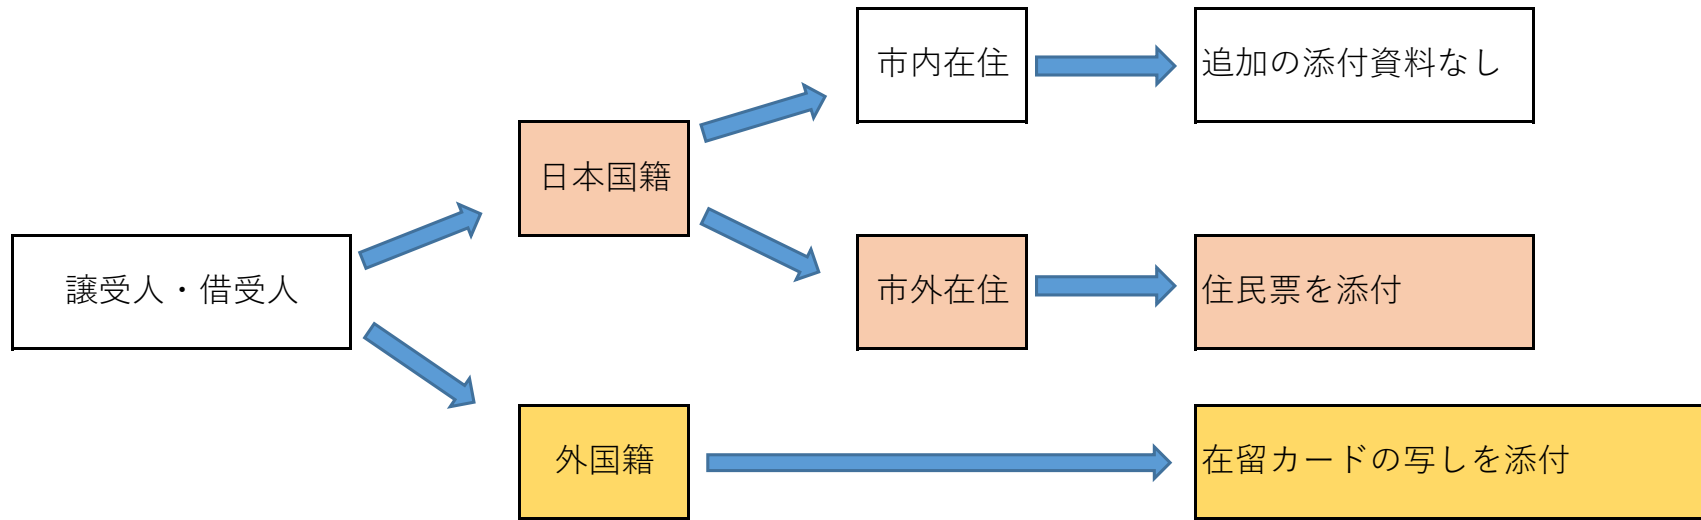 市内在住
追加の添付資料なし
日本国籍
譲受人・借受人
市外在住
住民票を添付
外国籍
在留カードの写しを添付